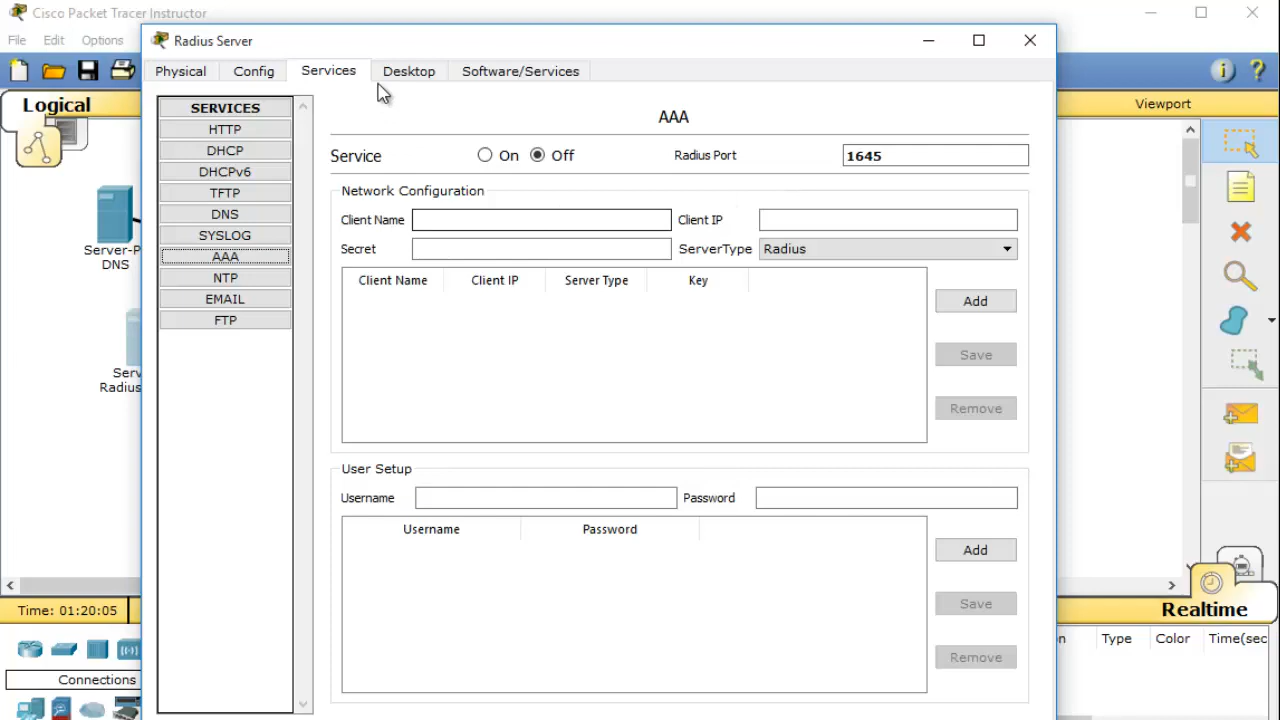 Cisco Packet Tracer Instructor
File Edit Options
Radius Server
Physical Config Services Desktop Software/Services
Logical
Viewport
SERVICES
HTTP
DHCP
DHCPv6
TFTP
DNS
SYSLOG
AAA
NTP
EMAIL
FTP
AAA
Service On Off Radius Port 1645
Network Configuration
Client Name Client IP
Secret ServerType Radius
Client Name Client IP Server Type Key
Add
Save
Remove
User Setup
Username Password
Username Password
Add
Save
Remove
Server-P
DNS
Serv
Radius
Time: 01:20:05
Realtime
Connections
n Type Color Time(sec